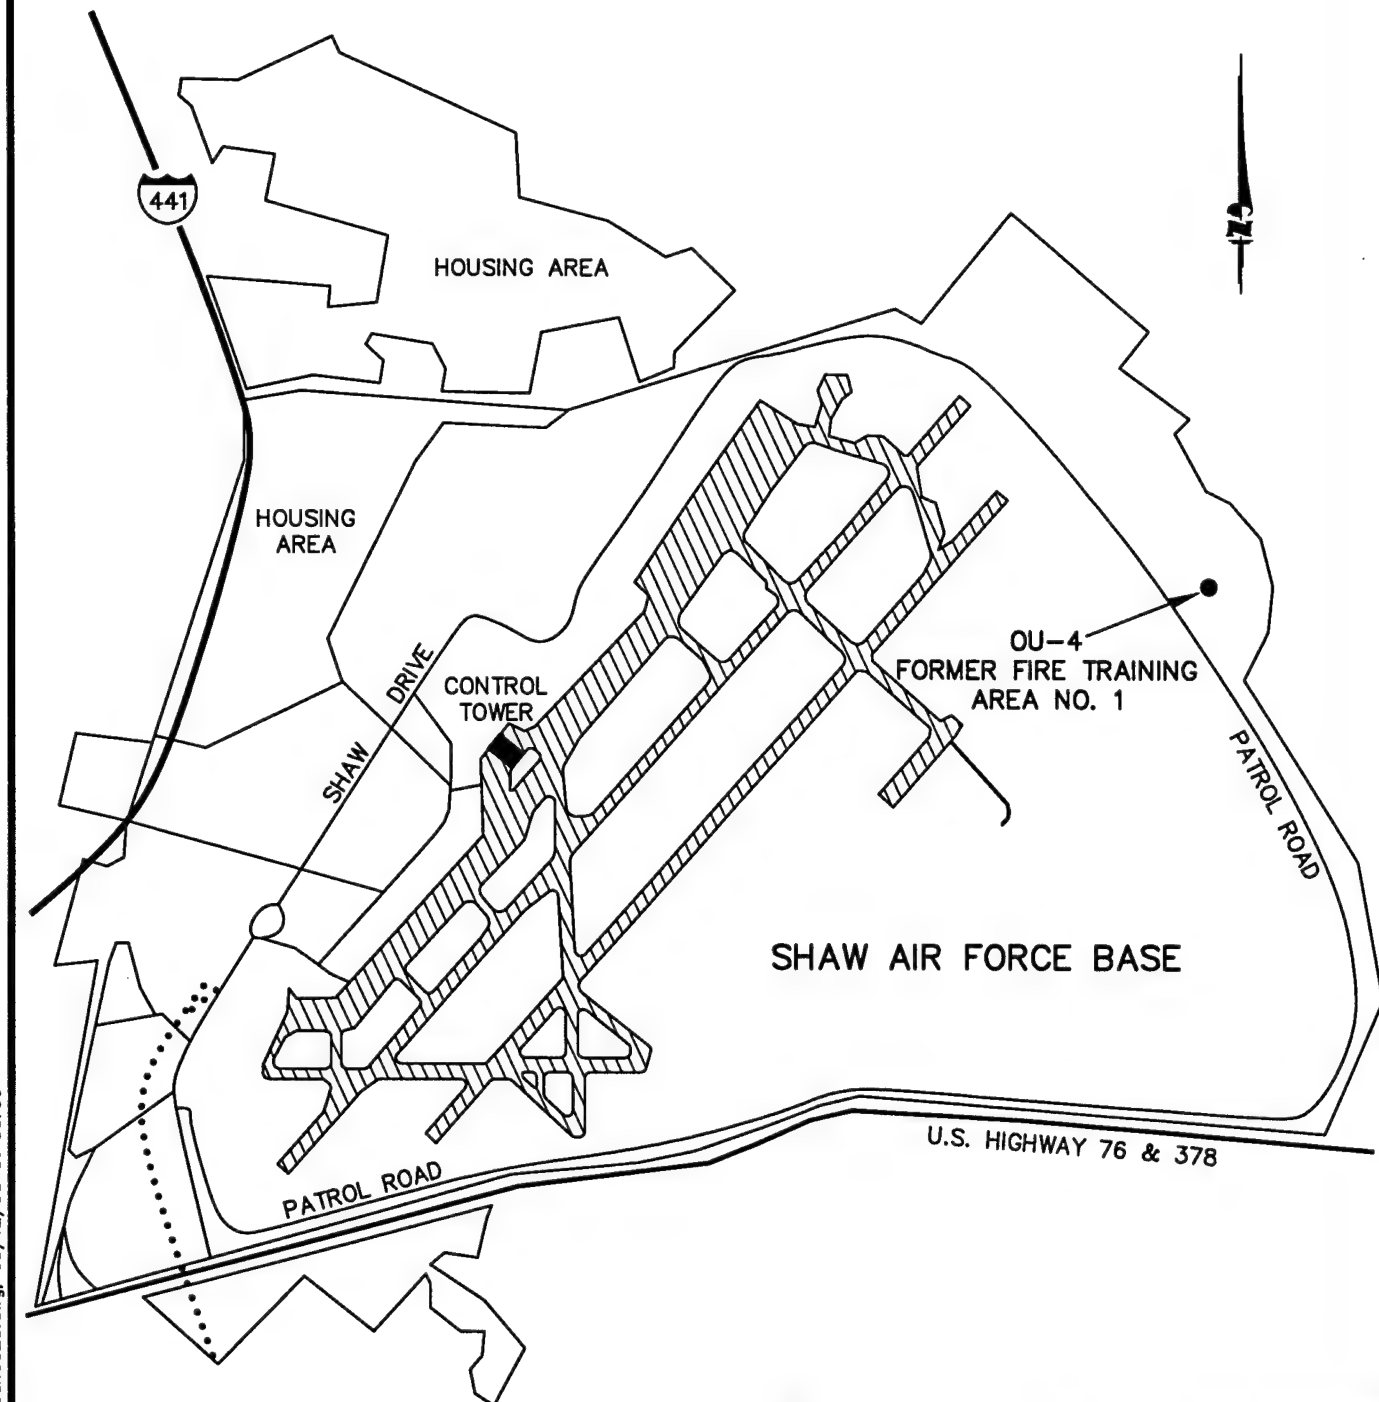 441
HOUSING AREA
N
HOUSING
AREA
OU-4
FORMER FIRE TRAINING
AREA NO. 1
CONTROL
TOWER
SHAW DRIVE
PATROL ROAD
SHAW AIR FORCE BASE
U.S. HIGHWAY 76 & 378
PATROL ROAD